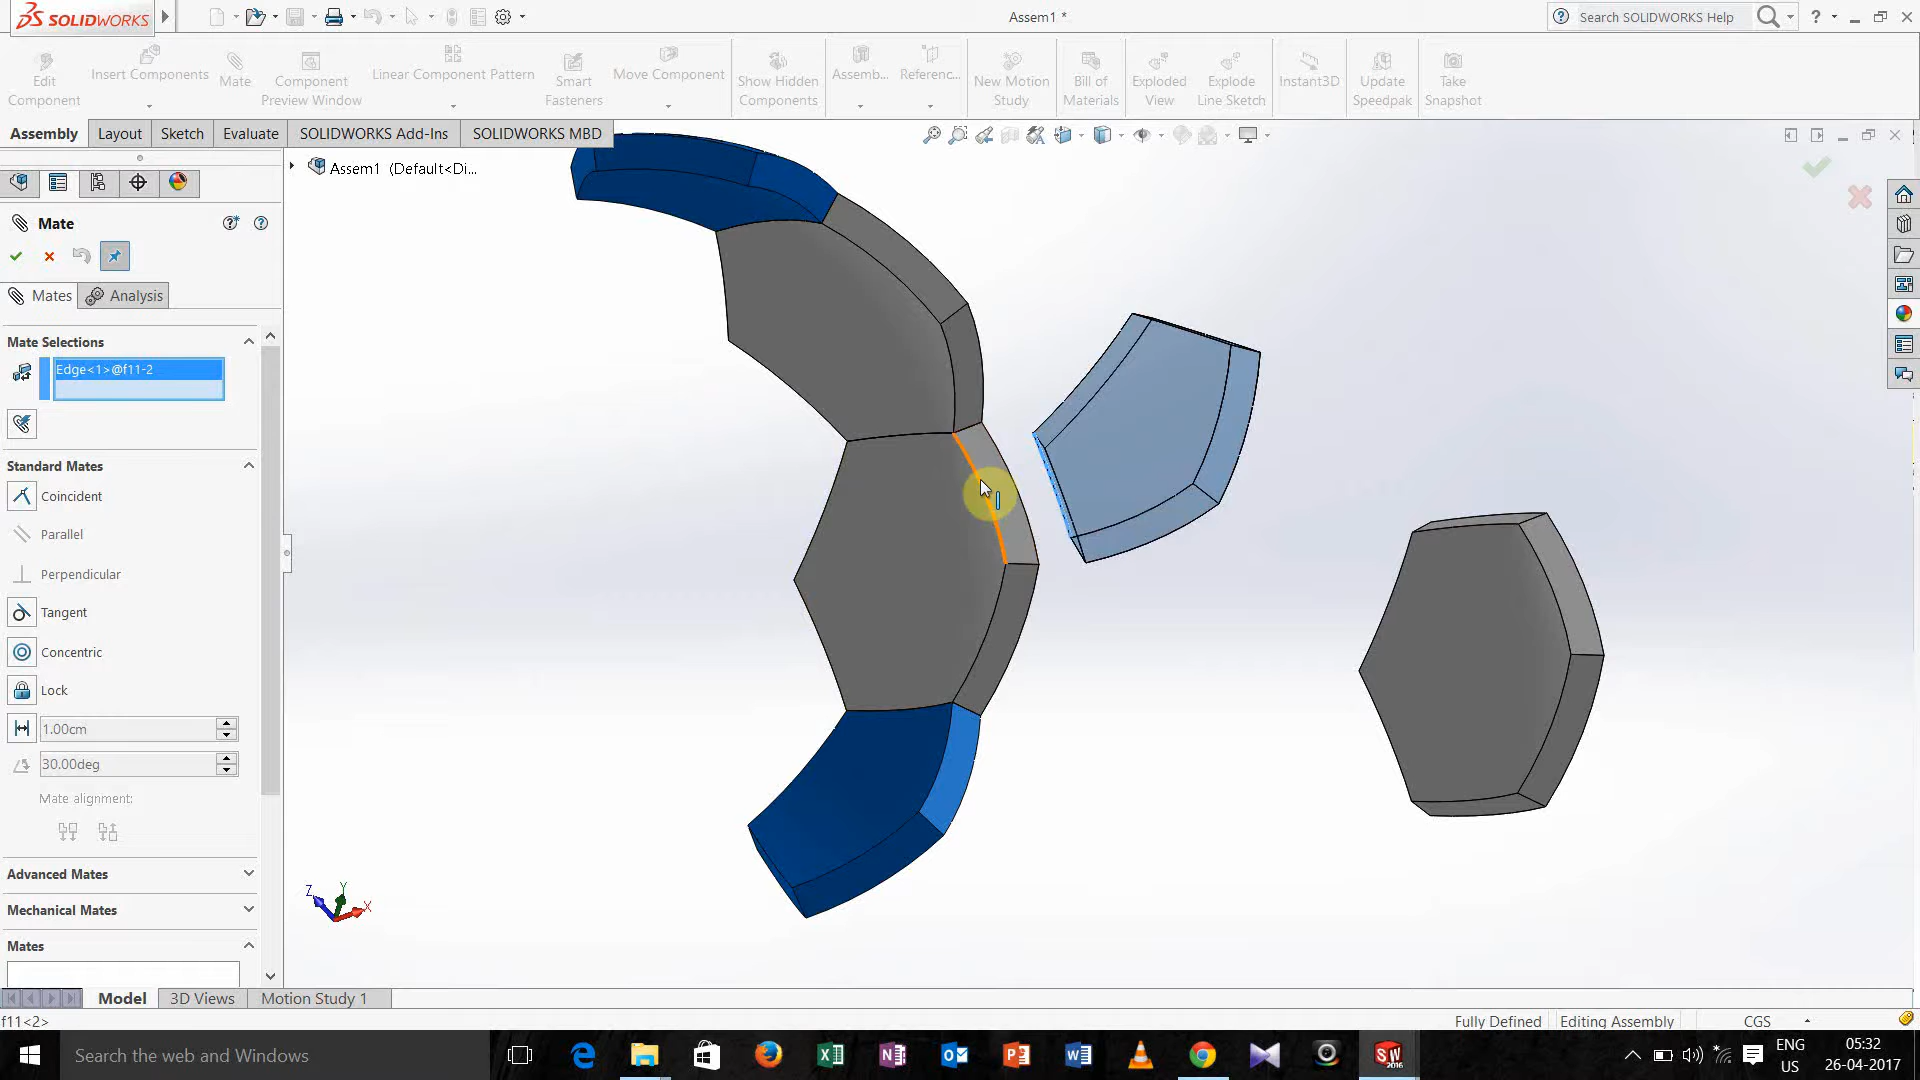 SOLIDWORKS
Assem1 *
Search SOLIDWORKS Help
?
Edit Component
Insert Components
Mate
Component Preview Window
Linear Component Pattern
Smart Fasteners
Move Component
Show Hidden Components
Assemb...
Referenc...
New Motion Study
Bill of Materials
Exploded View
Explode Line Sketch
Instant3D
Update Speedpak
Take Snapshot
Assembly
Layout
Sketch
Evaluate
SOLIDWORKS Add-Ins
SOLIDWORKS MBD
Assem1 (Default<Di...
Mate
Mates
Analysis
Mate Selections
Edge<1>@f11-2
Standard Mates
Coincident
Parallel
Perpendicular
Tangent
Concentric
Lock
1.00cm
30.00deg
Mate alignment:
Advanced Mates
Mechanical Mates
Mates
Z
Y
X
Model
3D Views
Motion Study 1
f11<2>
Fully Defined
Editing Assembly
CGS
Search the web and Windows
SW
2016
ENG
US
05:32
26-04-2017